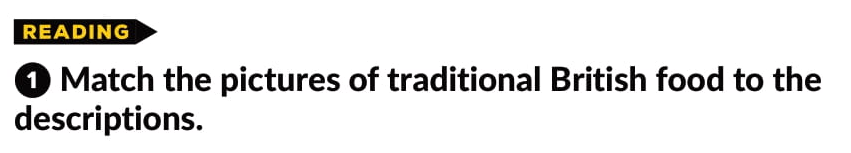 READING
1 Match the pictures of traditional British food to the
descriptions.